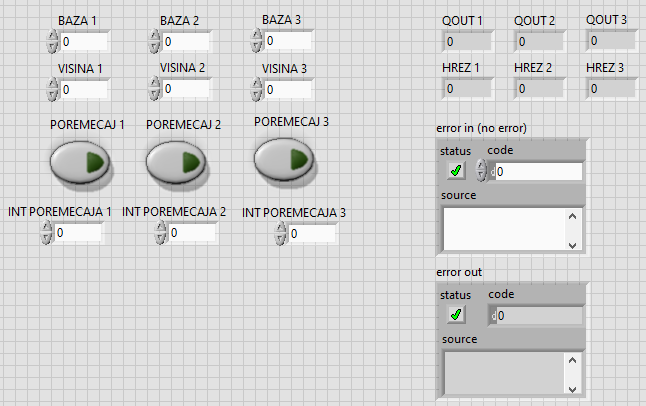 BAZA 1 BAZA 2 BAZA 3
0 0 0
VISINA 1 VISINA 2 VISINA 3
0 0 0
POREMECAJ 1 POREMECAJ 2 POREMECAJ 3
INT POREMECAJA 1 INT POREMECAJA 2 INT POREMECAJA 3
0 0 0
QOUT 1 QOUT 2 QOUT 3
0 0 0
HREZ 1 HREZ 2 HREZ 3
0 0 0
error in (no error)
status code
d 0
source
error out
status code
d 0
source